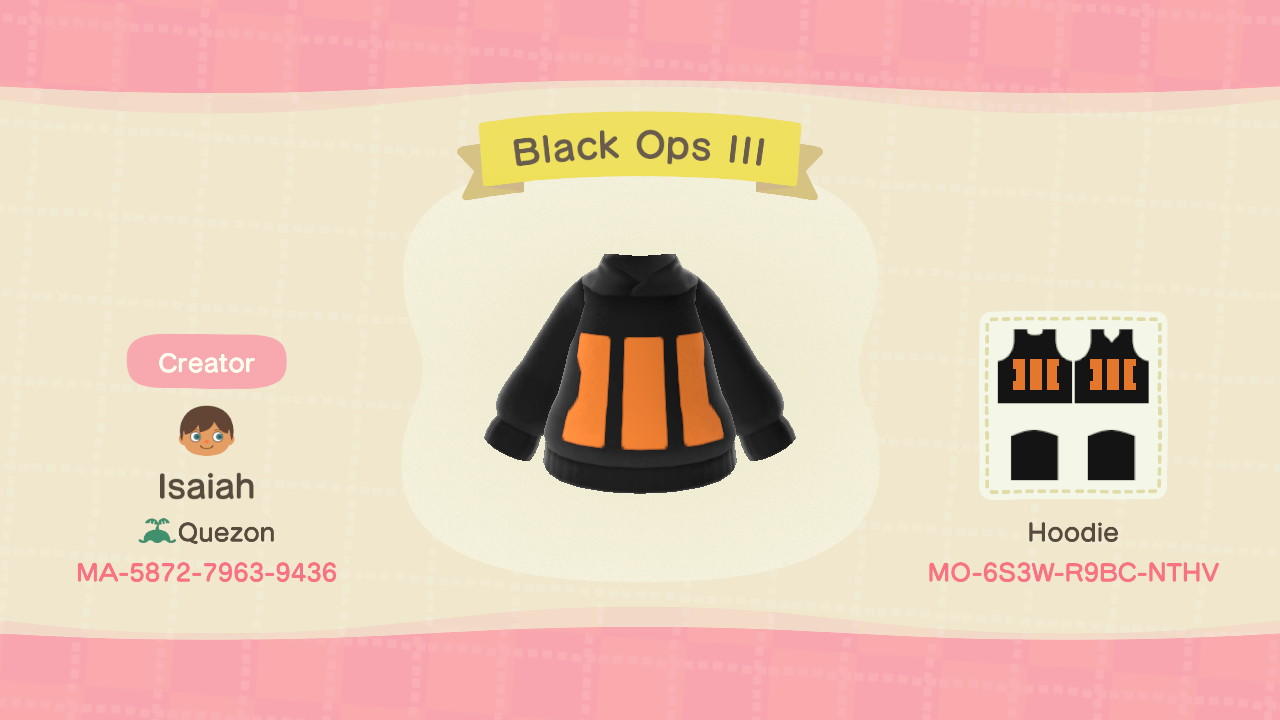 Black Ops III
Creator
Isaiah
Quezon
MA-5872-7963-9436
Hoodie
MO-6S3W-R9BC-NTHV